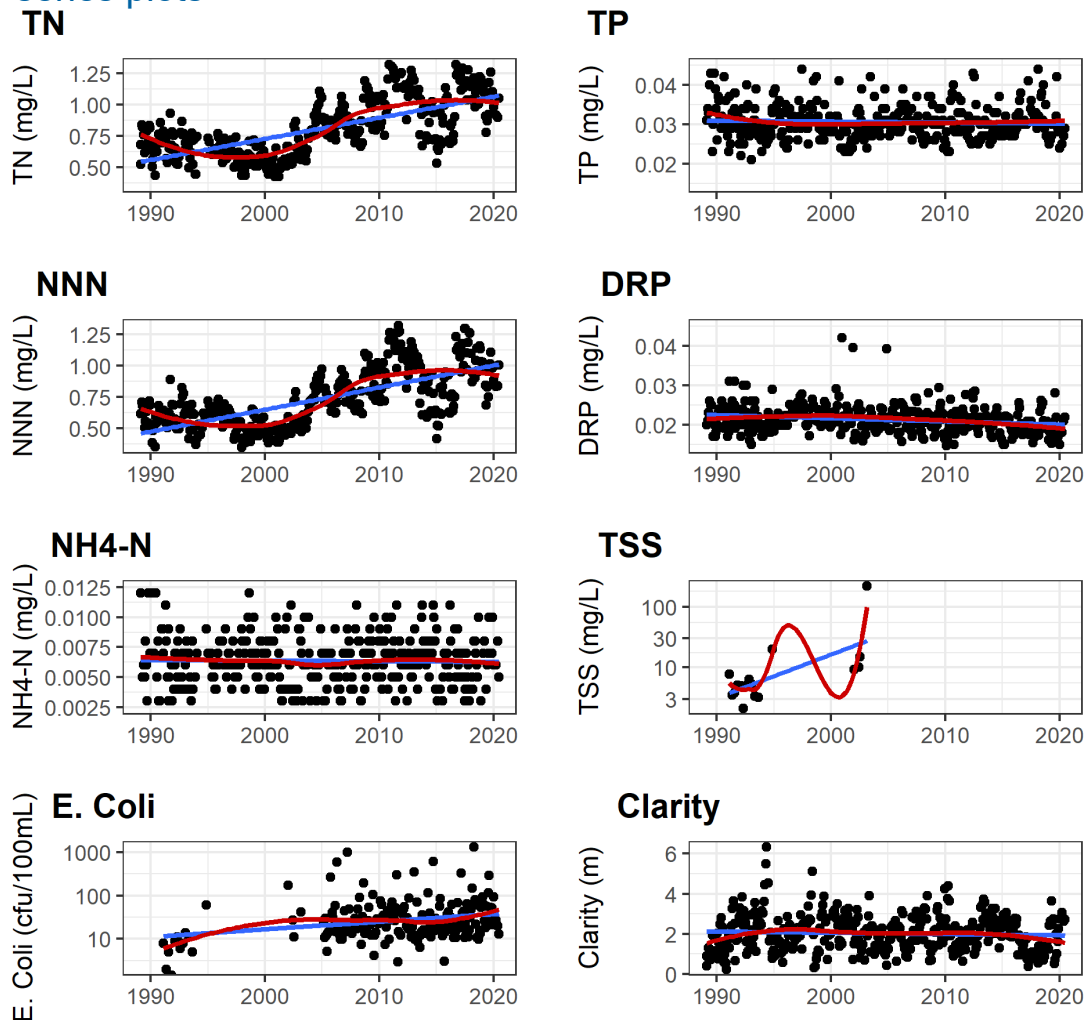 series plots
TN
TN (mg/L)
1.25
1.00
0.75
0.50
1990 2000 2010 2020
TP
TP (mg/L)
0.04
0.03
0.02
1990 2000 2010 2020
NNN
NNN (mg/L)
1.25
1.00
0.75
0.50
1990 2000 2010 2020
DRP
DRP (mg/L)
0.04
0.03
0.02
1990 2000 2010 2020
NH4-N
NH4-N (mg/L)
0.0125
0.0100
0.0075
0.0050
0.0025
1990 2000 2010 2020
TSS
TSS (mg/L)
100
30
10
3
1990 2000 2010 2020
E. Coli
E. Coli (cfu/100mL)
1000
100
10
1990 2000 2010 2020
Clarity
Clarity (m)
6
4
2
0
1990 2000 2010 2020